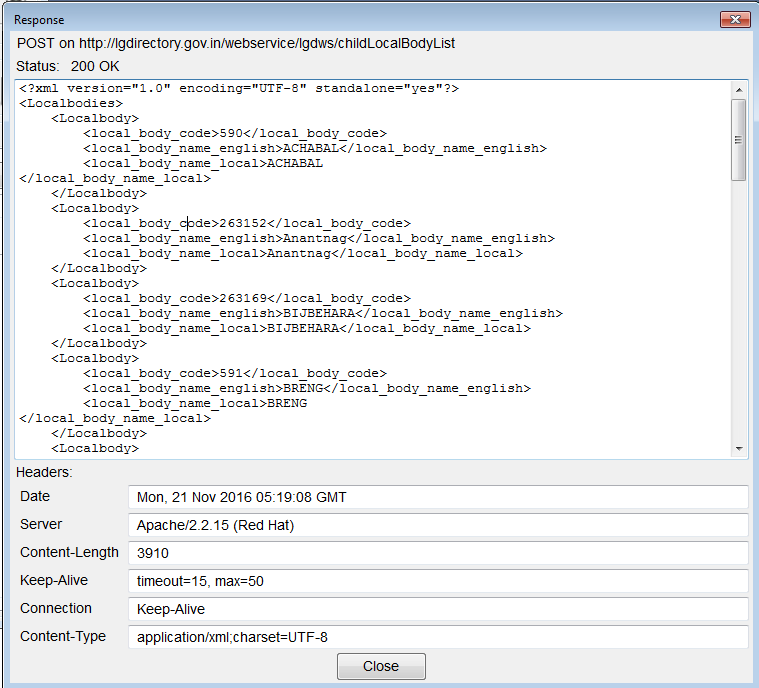 Response
POST on http://lgdirectory.gov.in/webservice/lgdws/childLocalBodyList
Status: 200 OK
<?xml version="1.0" encoding="UTF-8" standalone="yes"?>
<Localbodies>
    <Localbody>
        <local_body_code>590</local_body_code>
        <local_body_name_english>ACHABAL</local_body_name_english>
        <local_body_name_local>ACHABAL
</local_body_name_local>
    </Localbody>
    <Localbody>
        <local_body_code>263152</local_body_code>
        <local_body_name_english>Anantnag</local_body_name_english>
        <local_body_name_local>Anantnag</local_body_name_local>
    </Localbody>
    <Localbody>
        <local_body_code>263169</local_body_code>
        <local_body_name_english>BIJBEHARA</local_body_name_english>
        <local_body_name_local>BIJBEHARA</local_body_name_local>
    </Localbody>
    <Localbody>
        <local_body_code>591</local_body_code>
        <local_body_name_english>BRENG</local_body_name_english>
        <local_body_name_local>BRENG
</local_body_name_local>
    </Localbody>
    <Localbody>
Headers:
Date Mon, 21 Nov 2016 05:19:08 GMT
Server Apache/2.2.15 (Red Hat)
Content-Length 3910
Keep-Alive timeout=15, max=50
Connection Keep-Alive
Content-Type application/xml;charset=UTF-8
Close